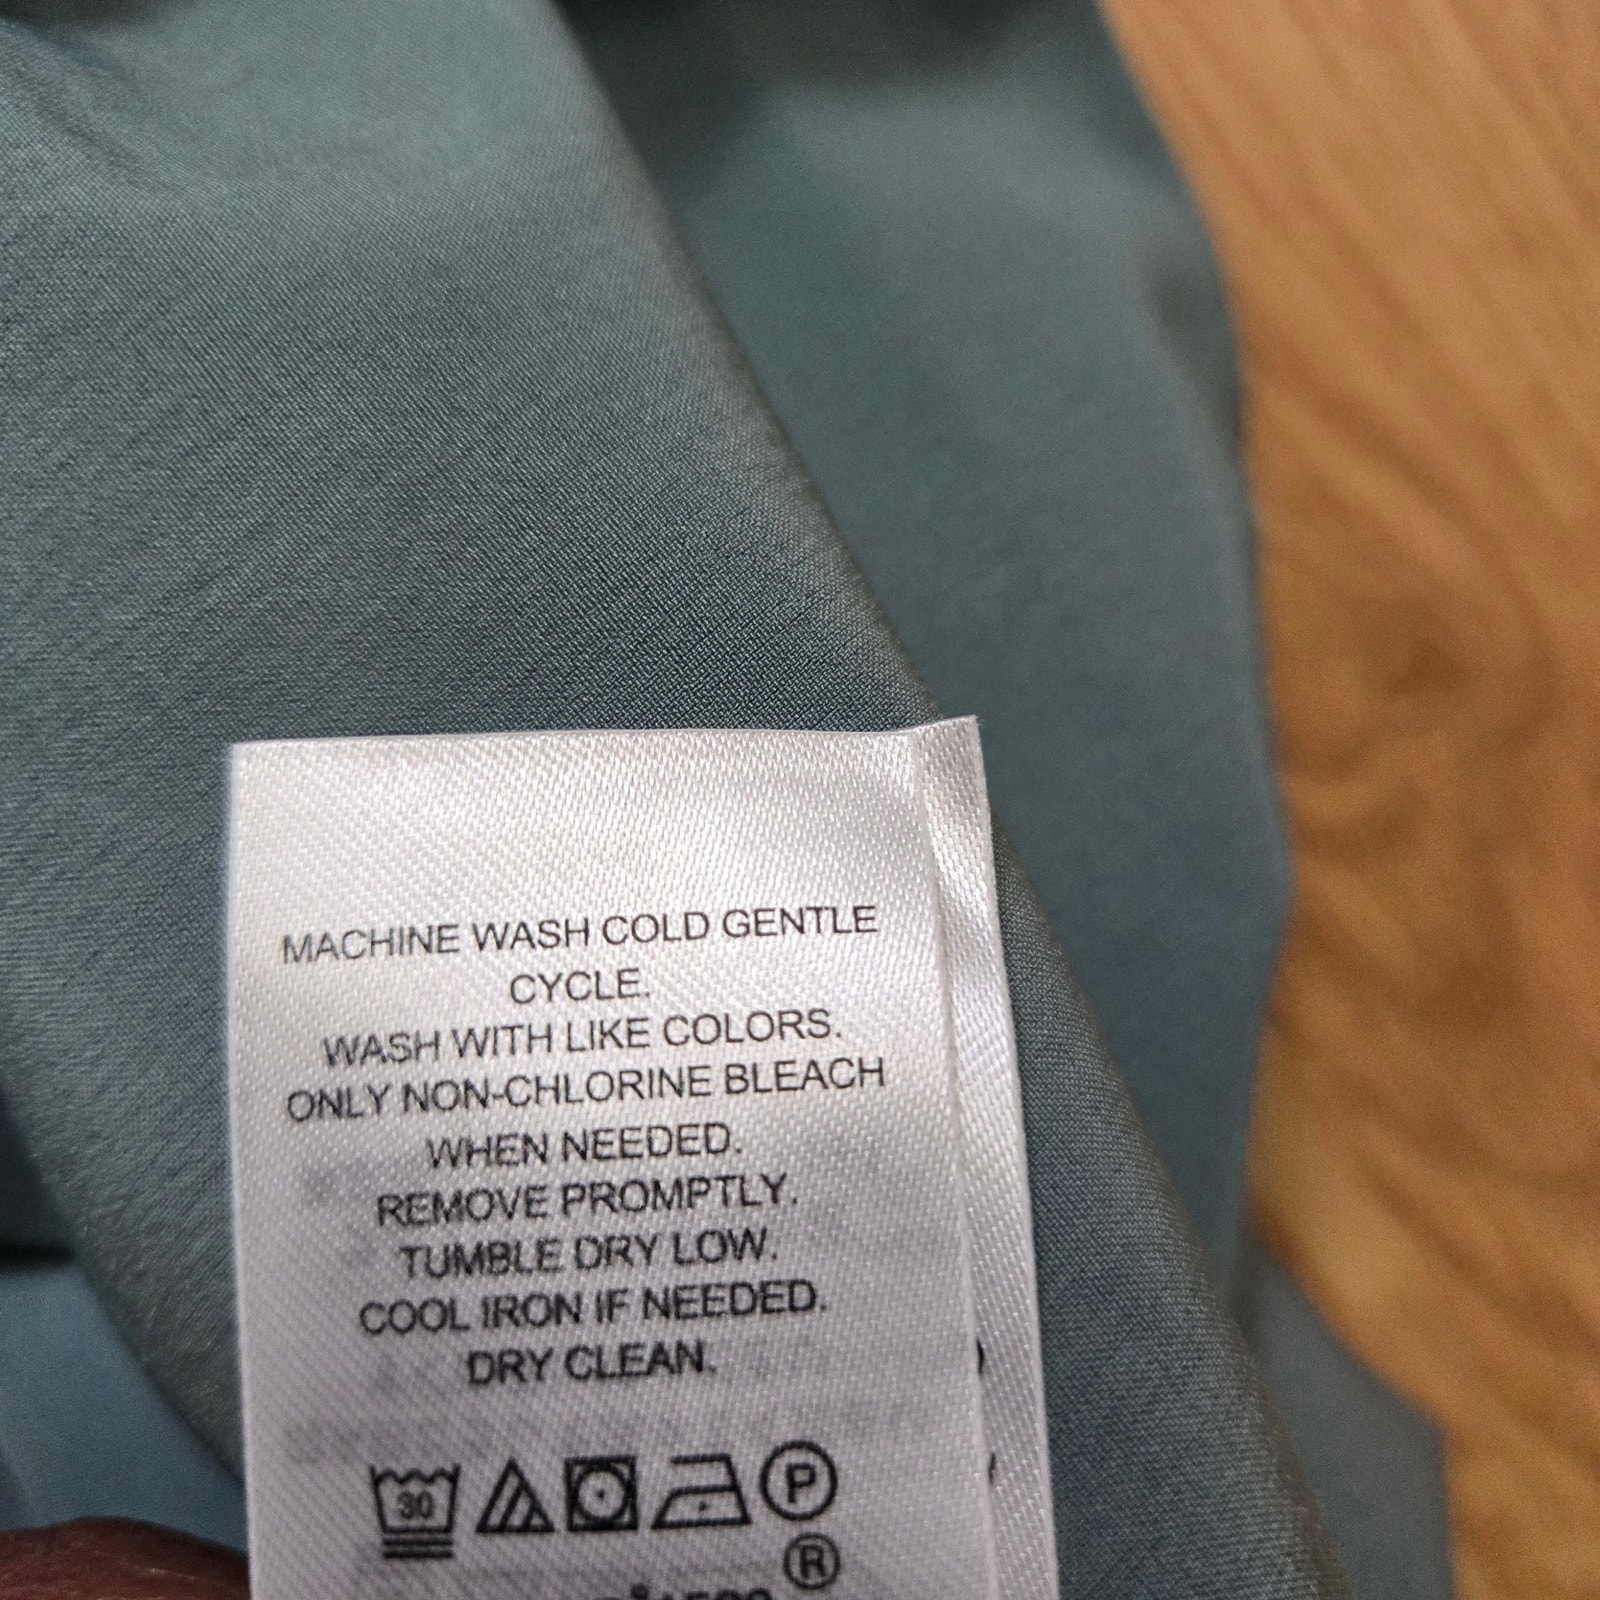 MACHINE WASH COLD GENTLE
CYCLE.
WASH WITH LIKE COLORS.
ONLY NON-CHLORINE BLEACH
WHEN NEEDED.
REMOVE PROMPTLY.
TUMBLE DRY LOW.
COOL IRON IF NEEDED.
DRY CLEAN.
30 P
®